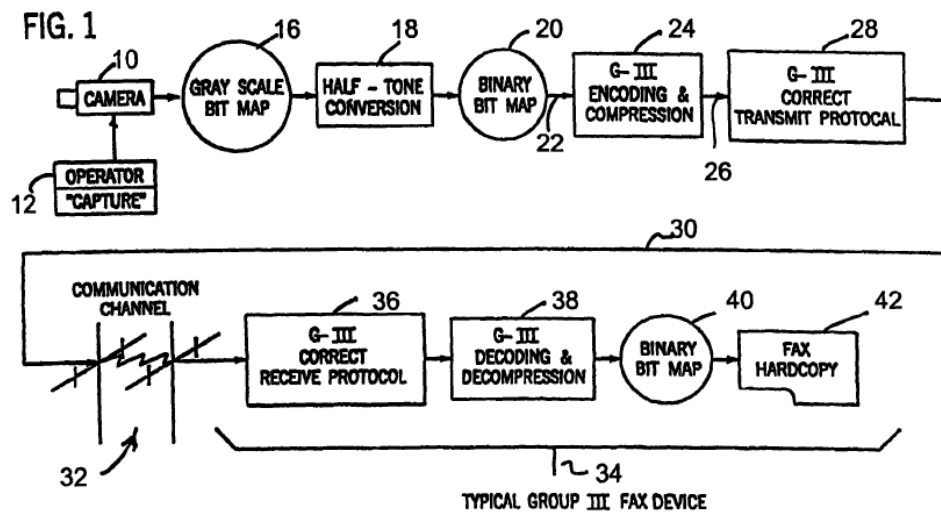 FIG. 1
10
16
18
20
24
28
CAMERA
GRAY SCALE
BIT MAP
HALF - TONE
CONVERSION
BINARY
BIT MAP
G-III
ENCODING &
COMPRESSION
G-III
CORRECT
TRANSMIT PROTOCAL
22
26
12
OPERATOR
"CAPTURE"
30
COMMUNICATION
CHANNEL
36
38
40
42
G-III
CORRECT
RECEIVE PROTOCOL
G-III
DECODING &
DECOMPRESSION
BINARY
BIT MAP
FAX
HARDCOPY
32
34
TYPICAL GROUP III FAX DEVICE